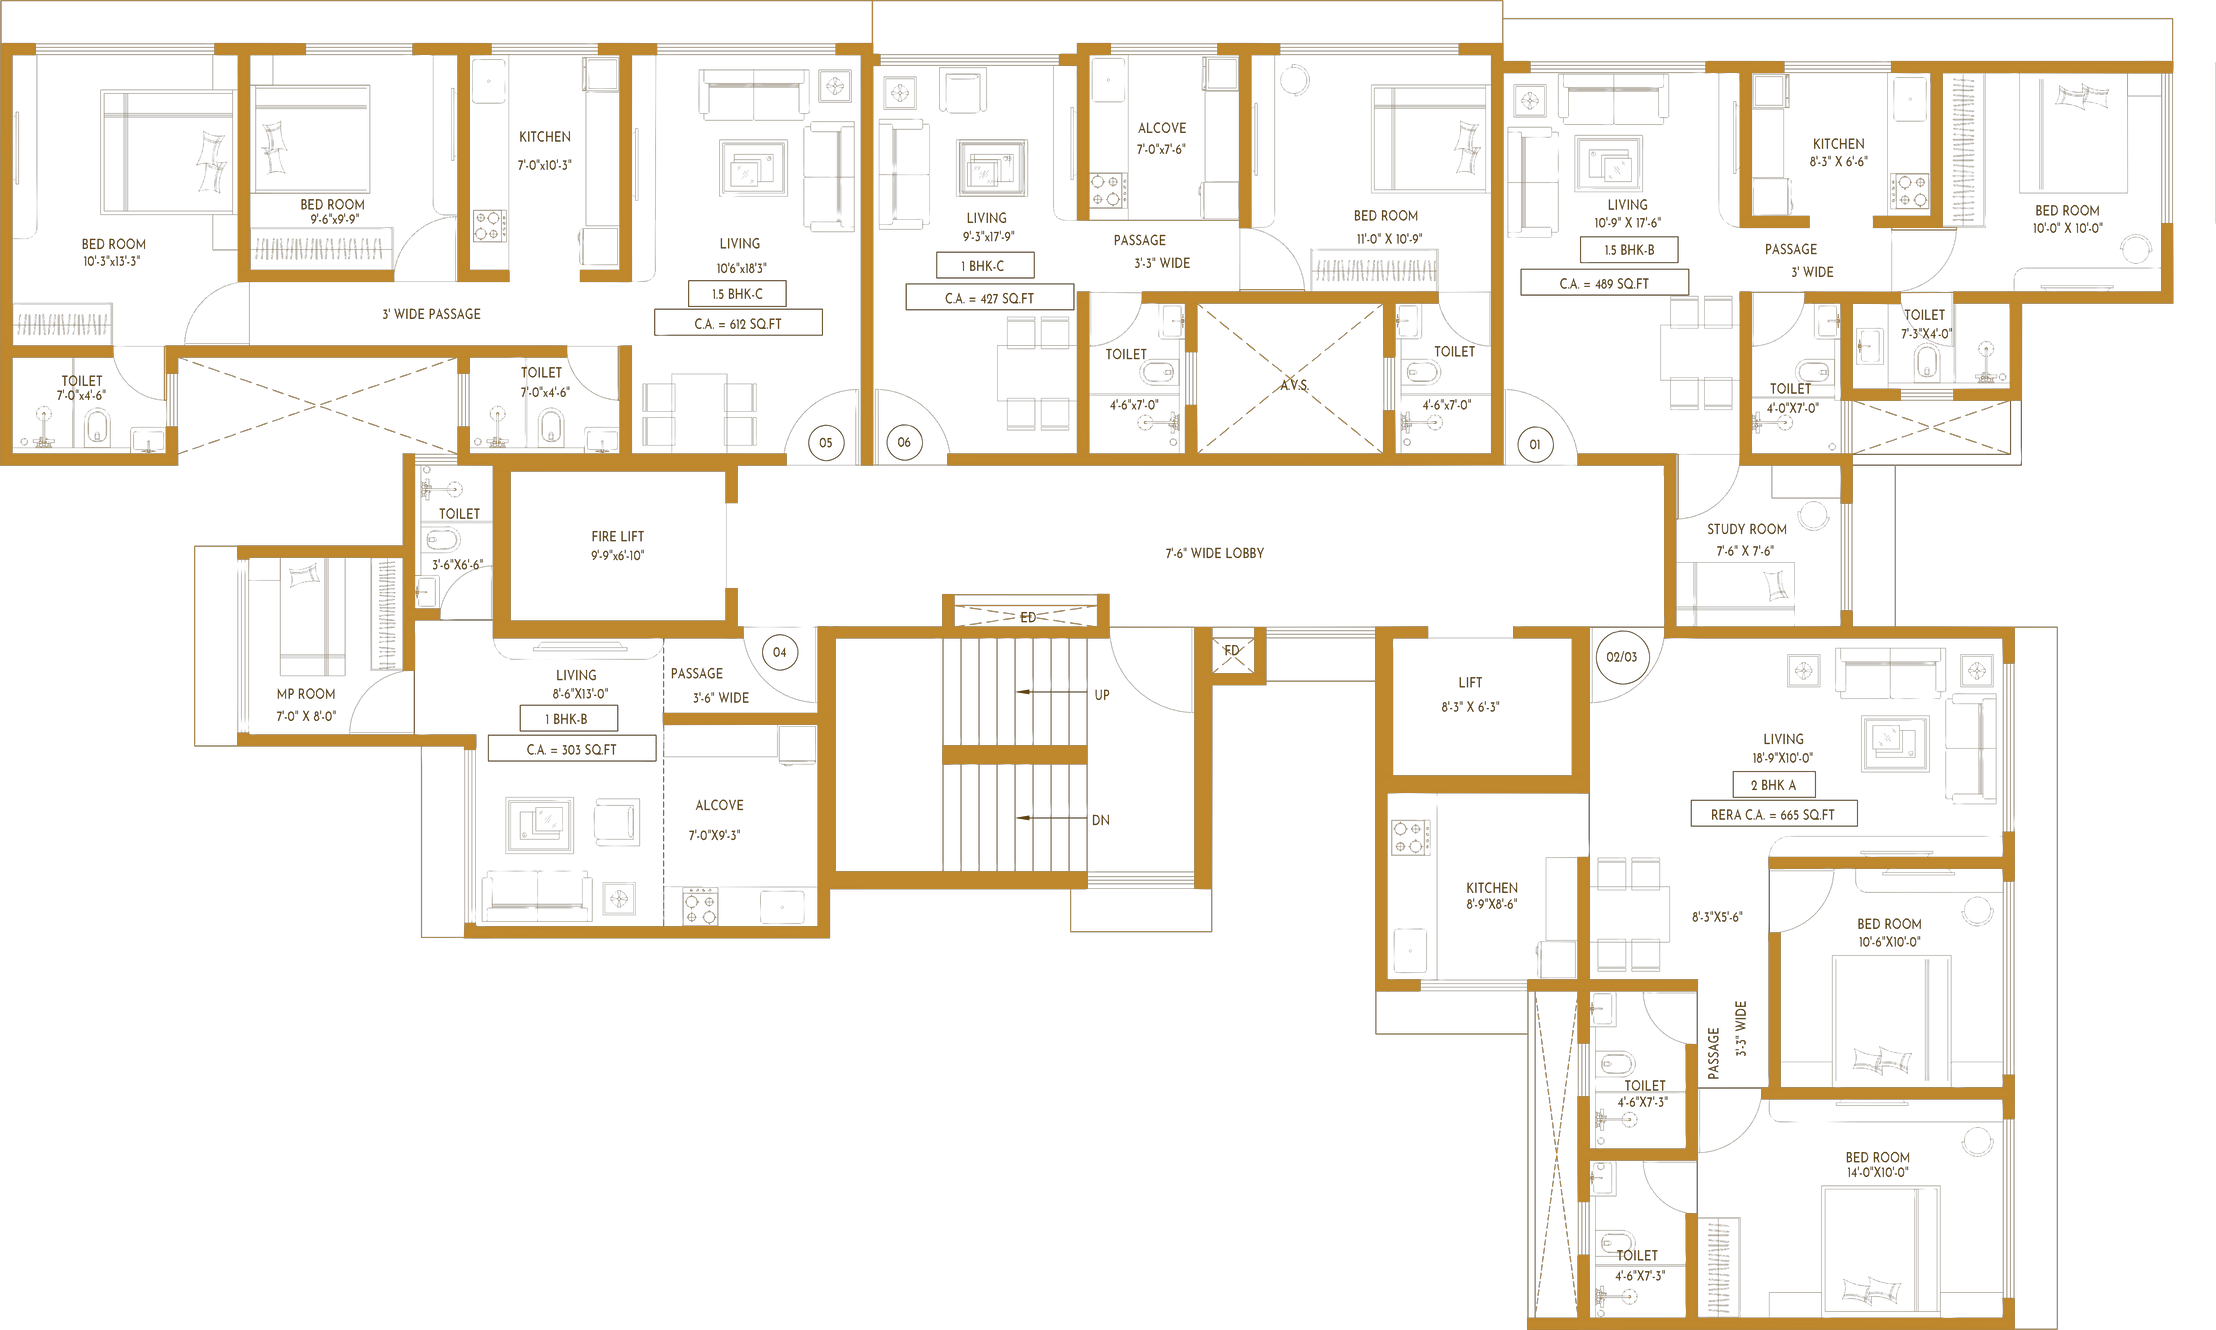 BED ROOM
10'-3"x13'-3"
BED ROOM
9'-6"x9'-9"
KITCHEN
7'-0"x10'-3"
LIVING
10'6"x18'3"
1.5 BHK-C
C.A. = 612 SQ.FT
3' WIDE PASSAGE
TOILET
7'-0"x4'-6"
TOILET
7'-0"x4'-6"
05
LIVING
9'-3"x17'-9"
1 BHK-C
C.A. = 427 SQ.FT
ALCOVE
7'-0"x7'-6"
PASSAGE
3'-3" WIDE
BED ROOM
11'-0" X 10'-9"
TOILET
4'-6"x7'-0"
A.V.S.
TOILET
4'-6"x7'-0"
06
LIVING
10'-9" X 17'-6"
1.5 BHK-B
C.A. = 489 SQ.FT
KITCHEN
8'-3" X 6'-6"
PASSAGE
3' WIDE
BED ROOM
10'-0" X 10'-0"
TOILET
7'-3"X4'-0"
TOILET
4'-0"X7'-0"
01
STUDY ROOM
7'-6" X 7'-6"
TOILET
3'-6"X6'-6"
FIRE LIFT
9'-9"x6'-10"
7'-6" WIDE LOBBY
ED
FD
UP
DN
MP ROOM
7'-0" X 8'-0"
LIVING
8'-6"X13'-0"
1 BHK-B
C.A. = 303 SQ.FT
PASSAGE
3'-6" WIDE
04
ALCOVE
7'-0"X9'-3"
LIFT
8'-3" X 6'-3"
02/03
LIVING
18'-9"X10'-0"
2 BHK A
RERA C.A. = 665 SQ.FT
KITCHEN
8'-9"X8'-6"
8'-3"X5'-6"
BED ROOM
10'-6"X10'-0"
PASSAGE
3'-3" WIDE
TOILET
4'-6"X7'-3"
BED ROOM
14'-0"X10'-0"
TOILET
4'-6"X7'-3"